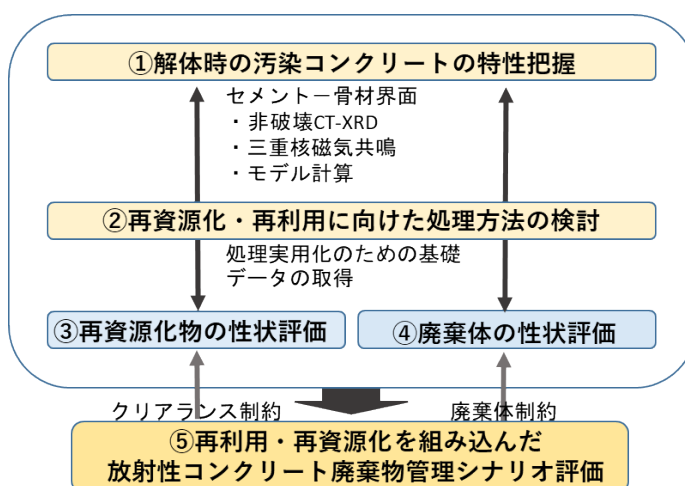 ①解体時の汚染コンクリートの特性把握
セメント－骨材界面
・非破壊CT-XRD
・三重核磁気共鳴
・モデル計算
②再資源化・再利用に向けた処理方法の検討
処理実用化のための基礎
データの取得
③再資源化物の性状評価
④廃棄体の性状評価
クリアランス制約
廃棄体制約
⑤再利用・再資源化を組み込んだ
放射性コンクリート廃棄物管理シナリオ評価